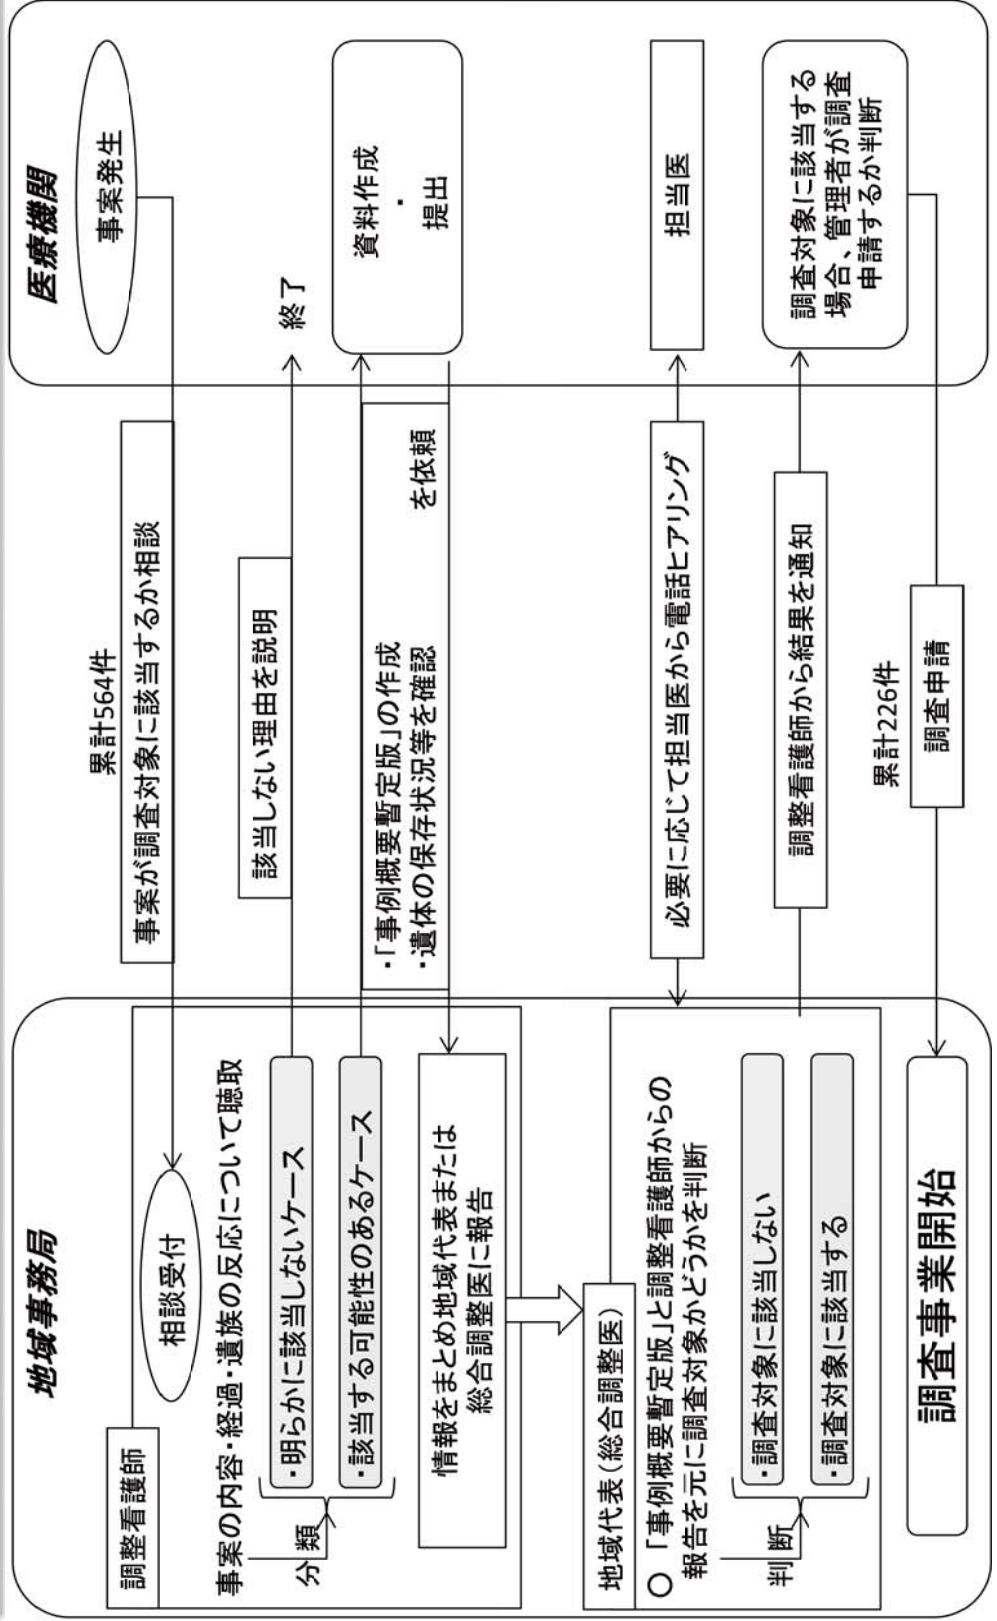 地域事務局
医療機関
調整看護師
相談受付
累計564件
事案が調査対象に該当するか相談
事案発生
事案の内容・経過・遺族の反応について聴取
分類
・明らかに該当しないケース
該当しない理由を説明
終了
・該当する可能性のあるケース
・「事例概要暫定版」の作成
・遺体の保存状況等を確認
を依頼
資料作成
・
提出
情報をまとめ地域代表または
総合調整医に報告
地域代表（総合調整医）
必要に応じて担当医から電話ヒアリング
担当医
〇「事例概要暫定版」と調整看護師からの
報告を元に調査対象かどうかを判断
判断
・調査対象に該当しない
・調査対象に該当する
調整看護師から結果を通知
調査対象に該当する
場合、管理者が調査
申請するか判断
累計226件
調査申請
調査事業開始